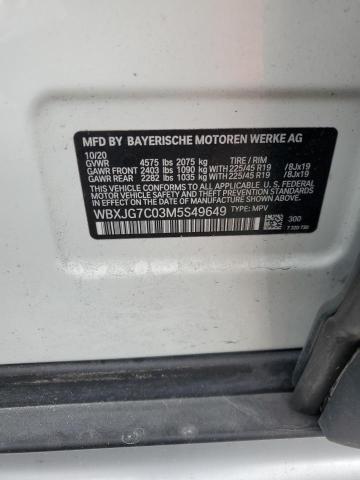 MFD BY BAYERISCHE MOTOREN WERKE AG
10/20
GVWR 4575 lbs 2075 kg TIRE / RIM
GAWR FRONT 2403 lbs 1090 kg WITH 225/45 R19 /8Jx19
GAWR REAR 2282 lbs 1035 kg WITH 225/45 R19 /8Jx19
THIS VEHICLE CONFORMS TO ALL APPLICABLE U.S. FEDERAL MOTOR VEHICLE SAFETY,
BUMPER, AND THEFT PREVENTION STANDARDS IN EFFECT ON THE DATE OF MANUFACTURE SHOWN ABOVE.
WBXJG7C03M5S49649 TYPE: MPV
300